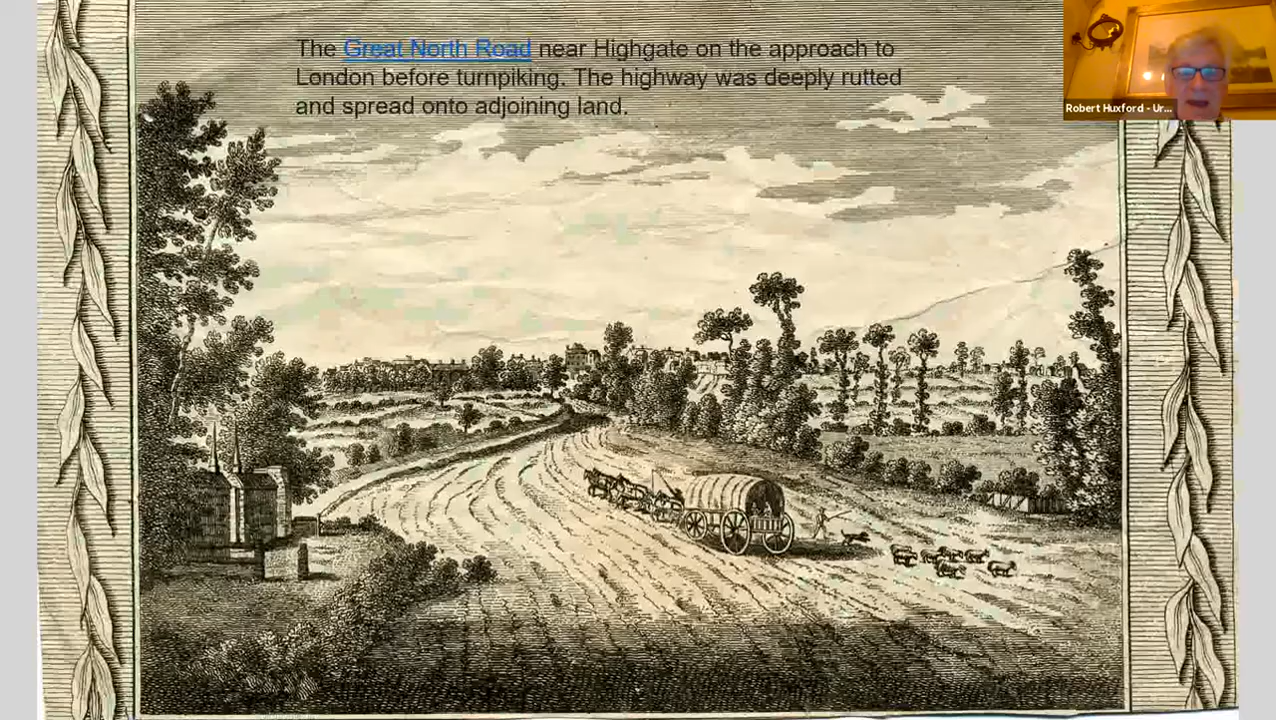 The Great North Road near Highgate on the approach to
London before turnpiking. The highway was deeply rutted
and spread onto adjoining land.
Robert Huxford - Ur...